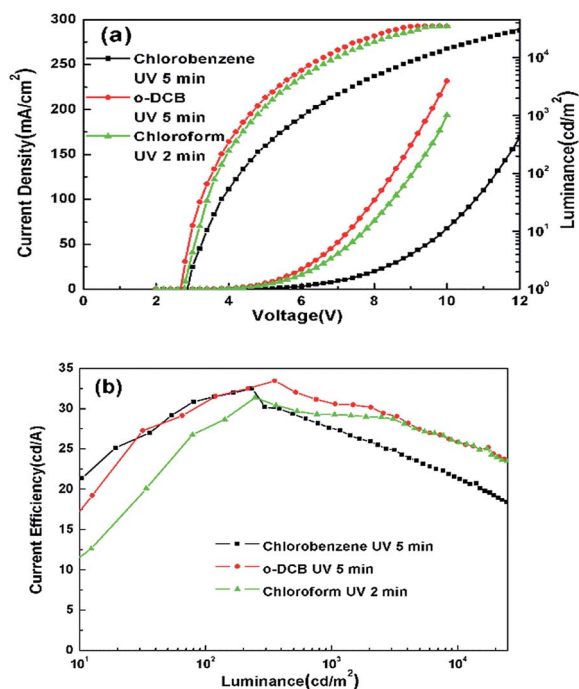 (a)
Chlorobenzene
UV 5 min
o-DCB
UV 5 min
Chloroform
UV 2 min
Current Density(mA/cm²)
300
250
200
150
100
50
0
Luminance(cd/m²)
10⁴
10³
10²
10¹
10⁰
0 2 4 6 8 10 12
Voltage(V)
(b)
Current Efficiency(cd/A)
35
30
25
20
15
10
5
0
Chlorobenzene UV 5 min
o-DCB UV 5 min
Chloroform UV 2 min
10¹ 10² 10³ 10⁴
Luminance(cd/m²)